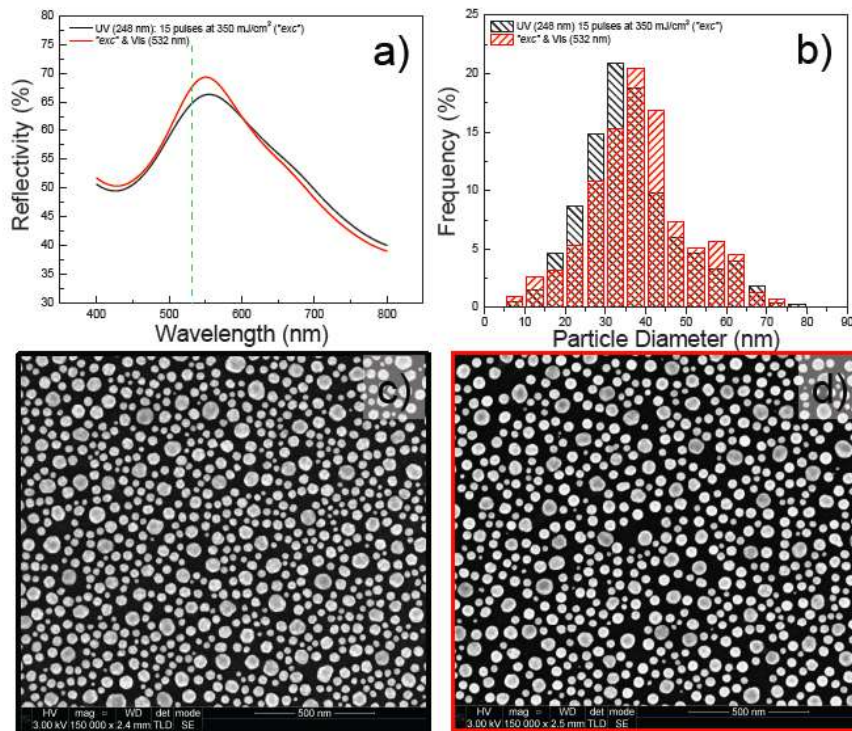 a)
UV (248 nm): 15 pulses at 350 mJ/cm² ("exc")
"exc" & Vis (532 nm)
80
75
70
65
60
55
50
45
40
35
30
Reflectivity (%)
400 500 600 700 800
Wavelength (nm)
b)
UV (248 nm) 15 pulses at 350 mJ/cm² ("exc")
"exc" & Vis (532 nm)
25
20
15
10
5
0
Frequency (%)
0 10 20 30 40 50 60 70 80 90
Particle Diameter (nm)
c)
HV mag ○ WD det mode
3.00 kV 150 000 x 2.4 mm TLD SE
500 nm
d)
HV mag ○ WD det mode
3.00 kV 150 000 x 2.5 mm TLD SE
500 nm